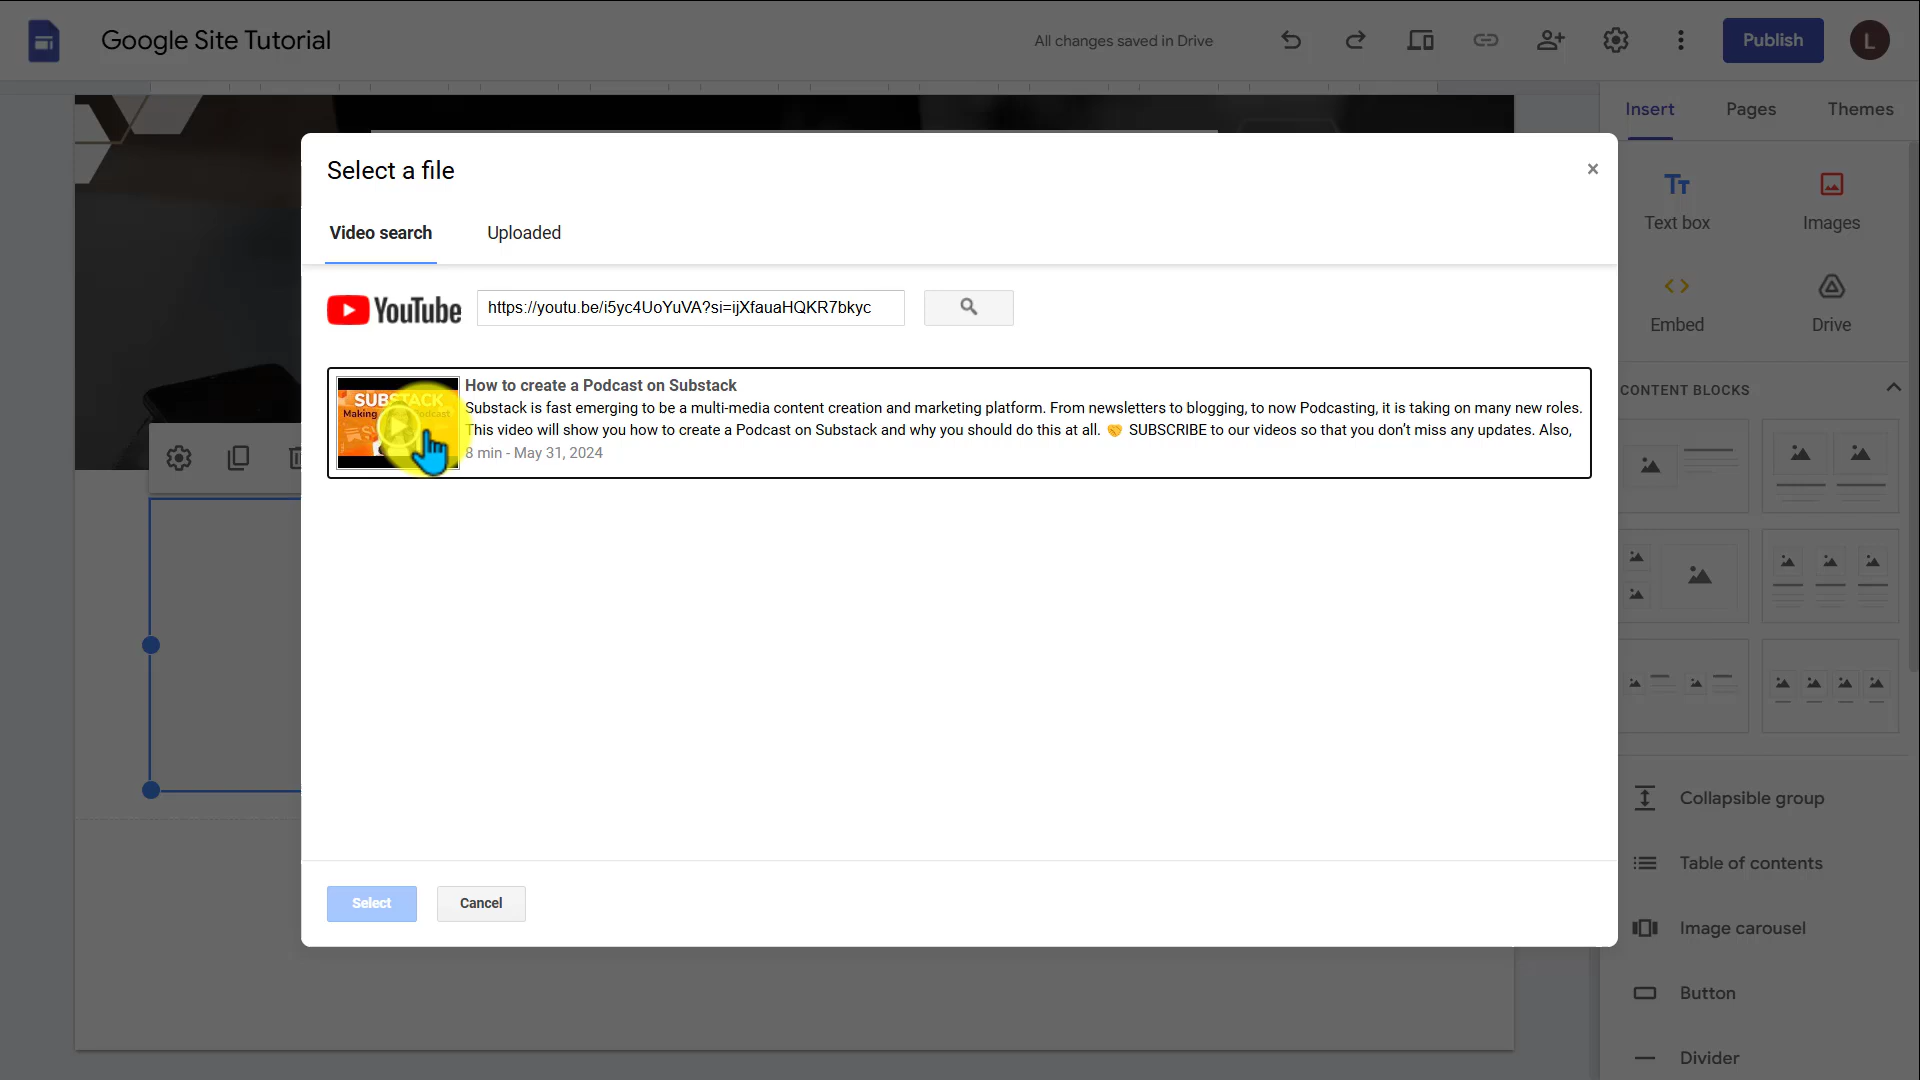 Google Site Tutorial
All changes saved in Drive
Publish
L
Insert
Pages
Themes
Select a file
×
Video search
Uploaded
YouTube
https://youtu.be/i5yc4UoYuVA?si=ijXfauaHQKR7bkyc
Tт
Text box
Images
Embed
Drive
CONTENT BLOCKS
SUBSTACK
How to create a Podcast on Substack
Substack is fast emerging to be a multi-media content creation and marketing platform. From newsletters to blogging, to now Podcasting, it is taking on many new roles.
This video will show you how to create a Podcast on Substack and why you should do this at all. 🤝 SUBSCRIBE to our videos so that you don't miss any updates. Also,
8 min - May 31, 2024
Select
Cancel
Collapsible group
Table of contents
Image carousel
Button
Divider